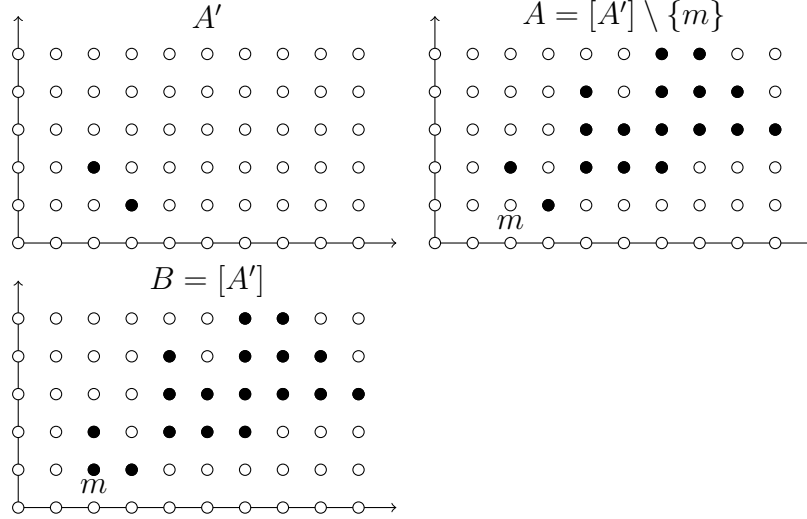 A′
A = [A′] \ {m}
m
B = [A′]
m